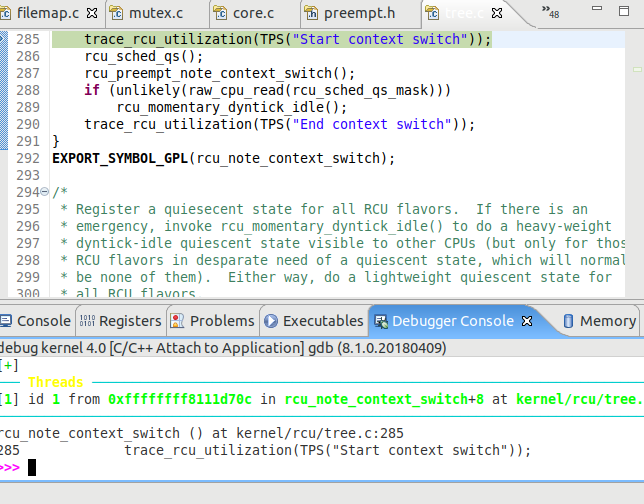 filemap.c mutex.c core.c preempt.h tree.c »48
285 trace_rcu_utilization(TPS("Start context switch"));
286 rcu_sched_qs();
287 rcu_preempt_note_context_switch();
288 if (unlikely(raw_cpu_read(rcu_sched_qs_mask)))
289 rcu_momentary_dyntick_idle();
290 trace_rcu_utilization(TPS("End context switch"));
291 }
292 EXPORT_SYMBOL_GPL(rcu_note_context_switch);
293
294 /*
295 * Register a quiesecent state for all RCU flavors.  If there is an
296 * emergency, invoke rcu_momentary_dyntick_idle() to do a heavy-weight
297 * dyntick-idle quiescent state visible to other CPUs (but only for thos
298 * RCU flavors in desparate need of a quiescent state, which will normal
299 * be none of them).  Either way, do a lightweight quiescent state for
300 * all RCU flavors
Console Registers Problems Executables Debugger Console Memory
debug kernel 4.0 [C/C++ Attach to Application] gdb (8.1.0.20180409)
[+]
Threads
[1] id 1 from 0xffffffff8111d70c in rcu_note_context_switch+8 at kernel/rcu/tree.
rcu_note_context_switch () at kernel/rcu/tree.c:285
285 trace_rcu_utilization(TPS("Start context switch"));
>>>